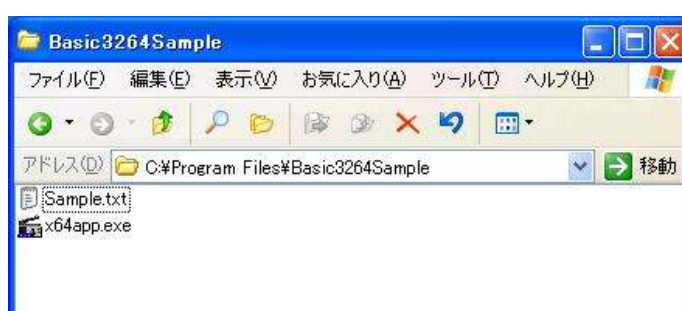 Basic3264Sample
ファイル(F) 編集(E) 表示(V) お気に入り(A) ツール(T) ヘルプ(H)
アドレス(D) C:¥Program Files¥Basic3264Sample 移動
Sample.txt
x64app.exe